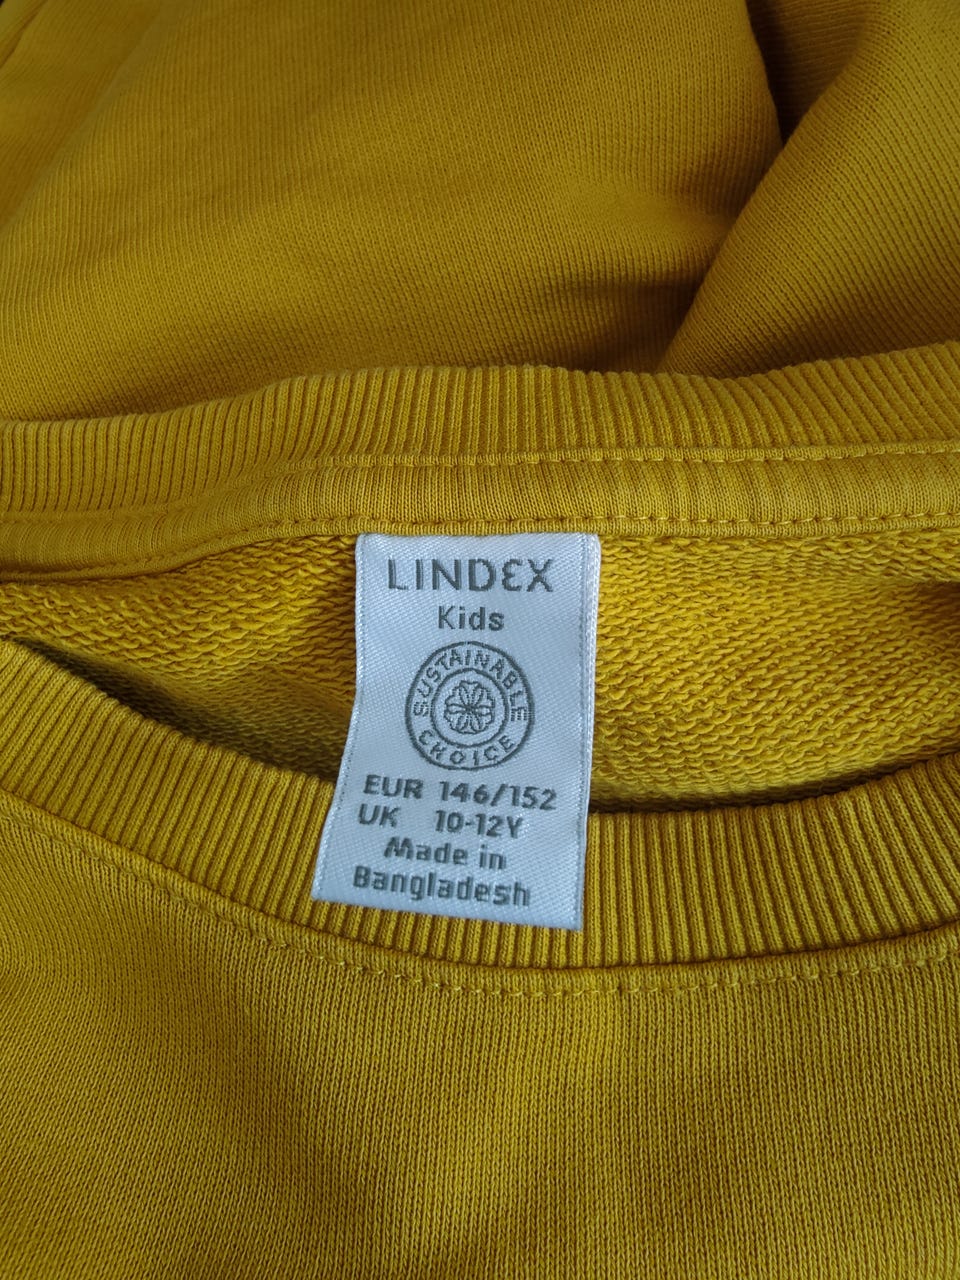 LINDEX
Kids
SUSTAINABLE
CHOICE
EUR 146/152
UK 10-12Y
Made in
Bangladesh